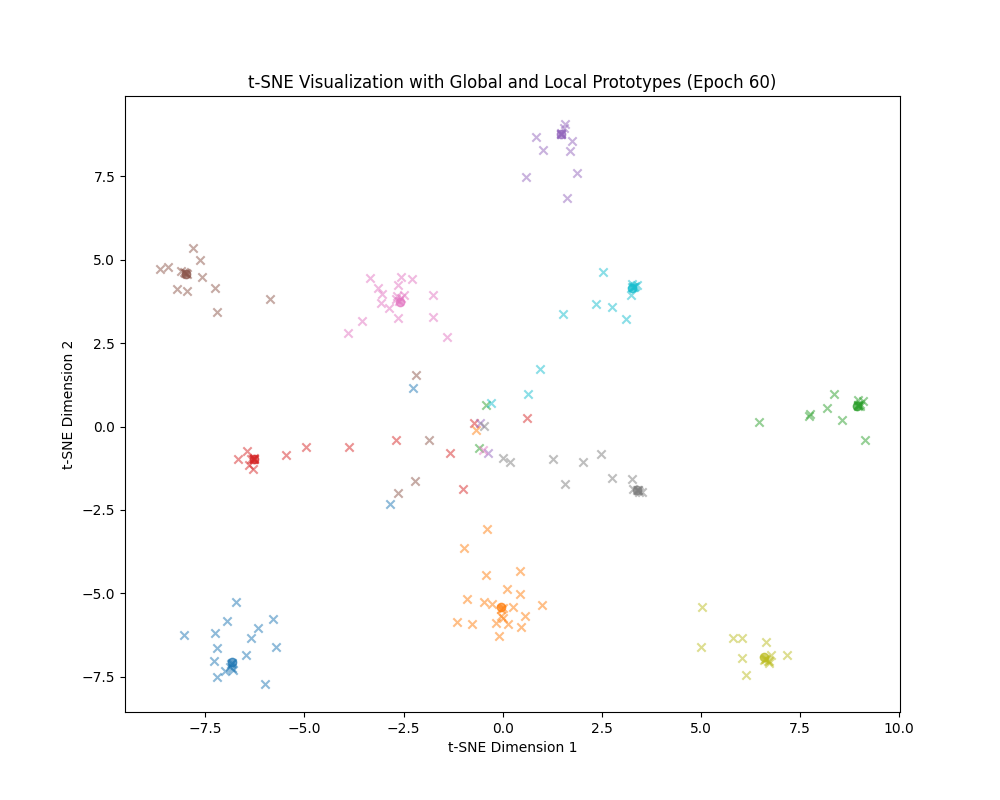 t-SNE Visualization with Global and Local Prototypes (Epoch 60)
7.5
5.0
2.5
0.0
−2.5
−5.0
−7.5
t-SNE Dimension 2
−7.5 −5.0 −2.5 0.0 2.5 5.0 7.5 10.0
t-SNE Dimension 1